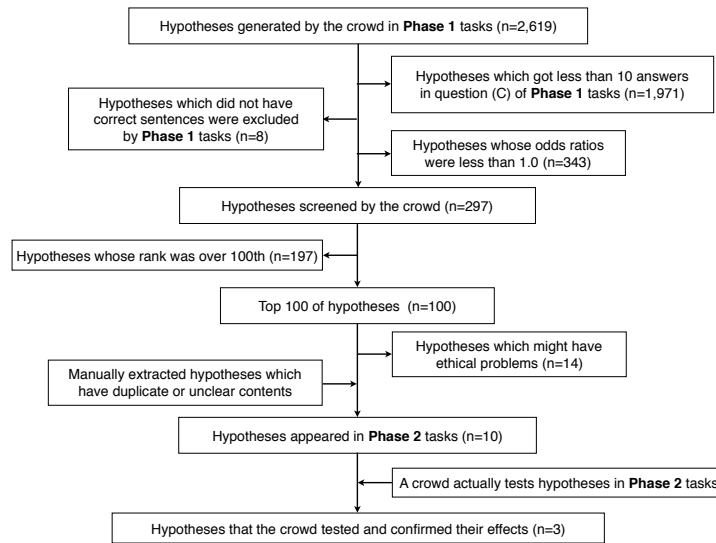 Hypotheses generated by the crowd in Phase 1 tasks (n=2,619)
Hypotheses which got less than 10 answers
in question (C) of Phase 1 tasks (n=1,971)
Hypotheses which did not have
correct sentences were excluded
by Phase 1 tasks (n=8)
Hypotheses whose odds ratios
were less than 1.0 (n=343)
Hypotheses screened by the crowd (n=297)
Hypotheses whose rank was over 100th (n=197)
Top 100 of hypotheses (n=100)
Hypotheses which might have
ethical problems (n=14)
Manually extracted hypotheses which
have duplicate or unclear contents
Hypotheses appeared in Phase 2 tasks (n=10)
A crowd actually tests hypotheses in Phase 2 tasks
Hypotheses that the crowd tested and confirmed their effects (n=3)